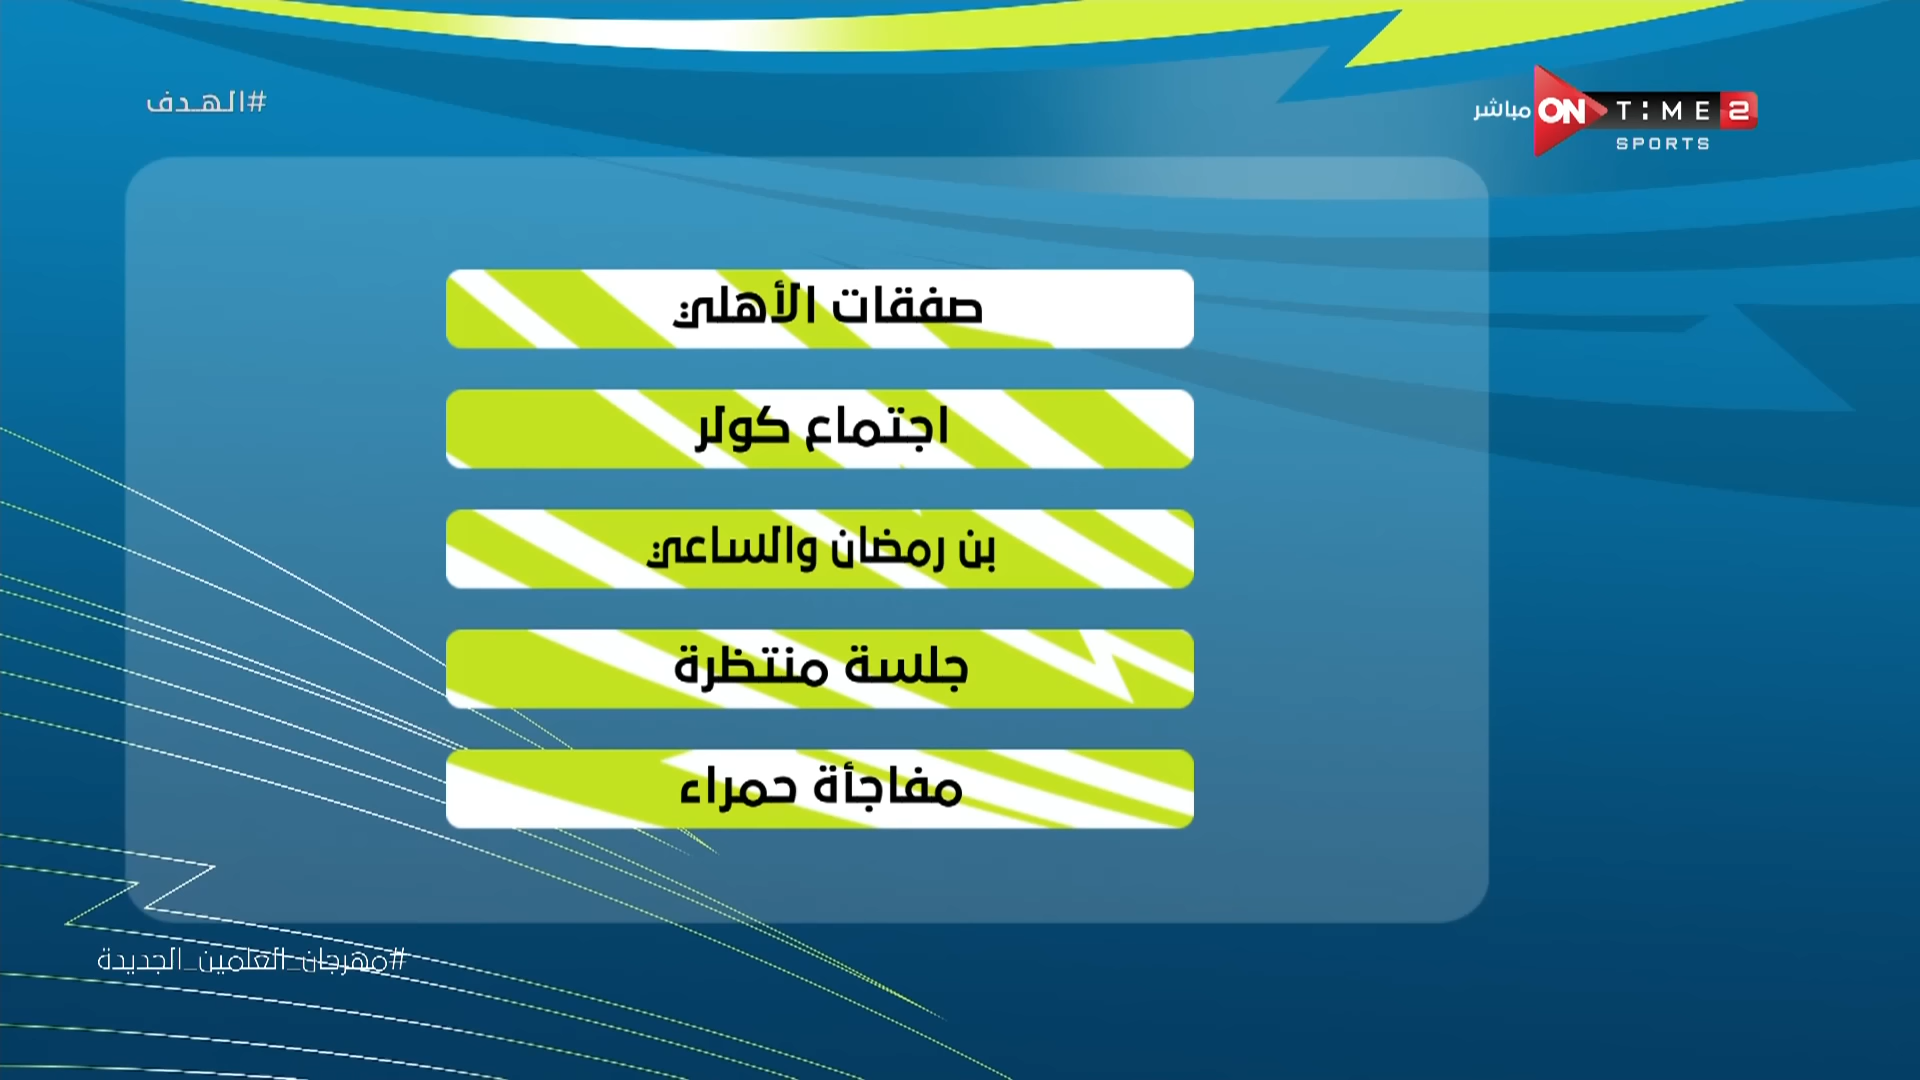 #الهدف
مباشر ON TIME 2
SPORTS
صفقات الأهلي
اجتماع كولر
بن رمضان والساعي
جلسة منتظرة
مفاجأة حمراء
#مهرجان_العلمين_الجديدة